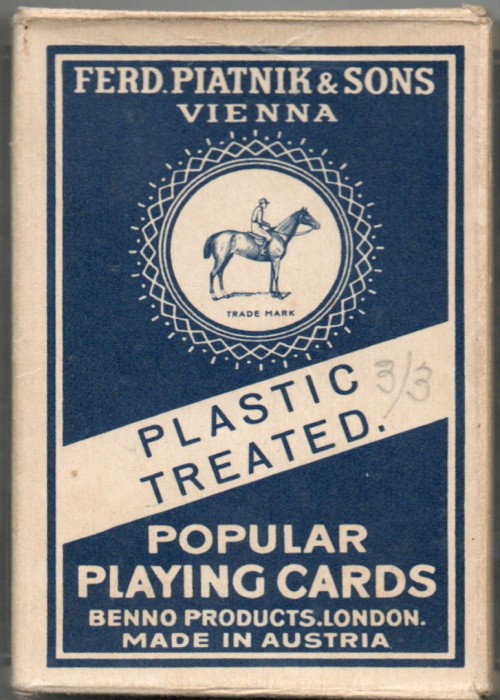 FERD. PIATNIK & SONS
VIENNA
TRADE MARK
PLASTIC 3/3
TREATED.
POPULAR
PLAYING CARDS
BENNO PRODUCTS.LONDON.
MADE IN AUSTRIA